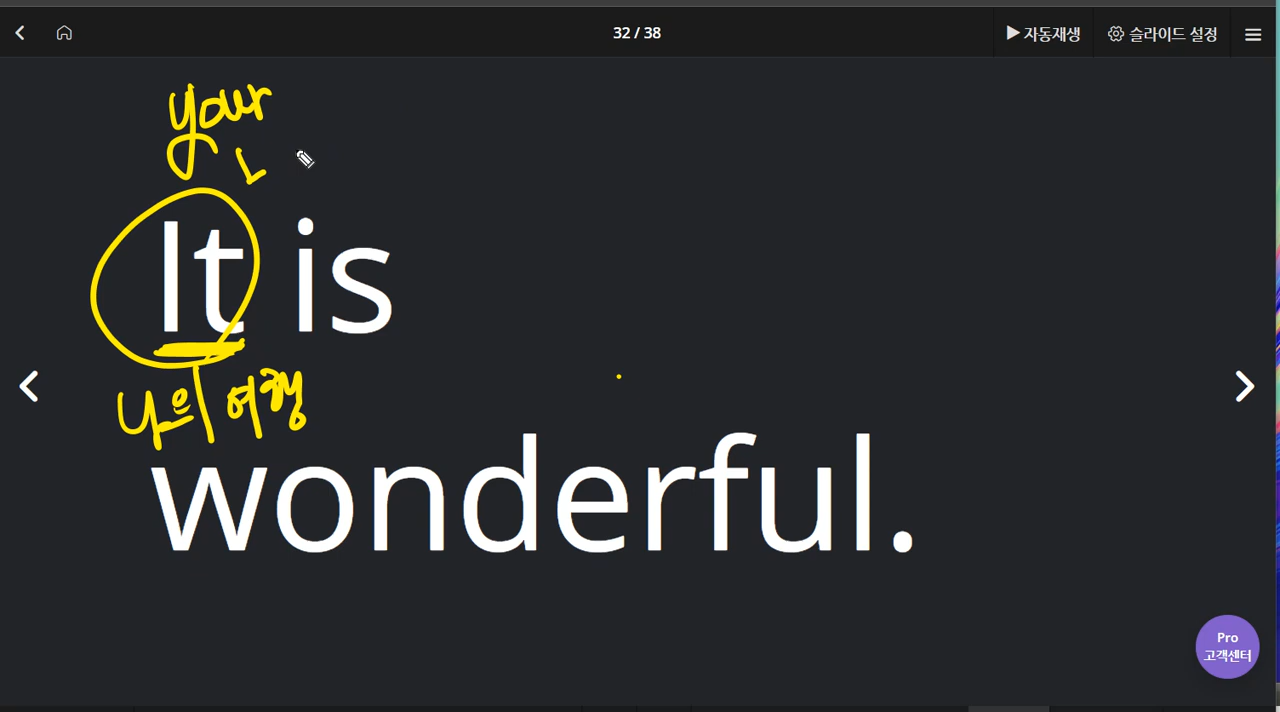 32 / 38
자동재생
슬라이드 설정
your
It is
나의 여행
wonderful.
Pro
고객센터